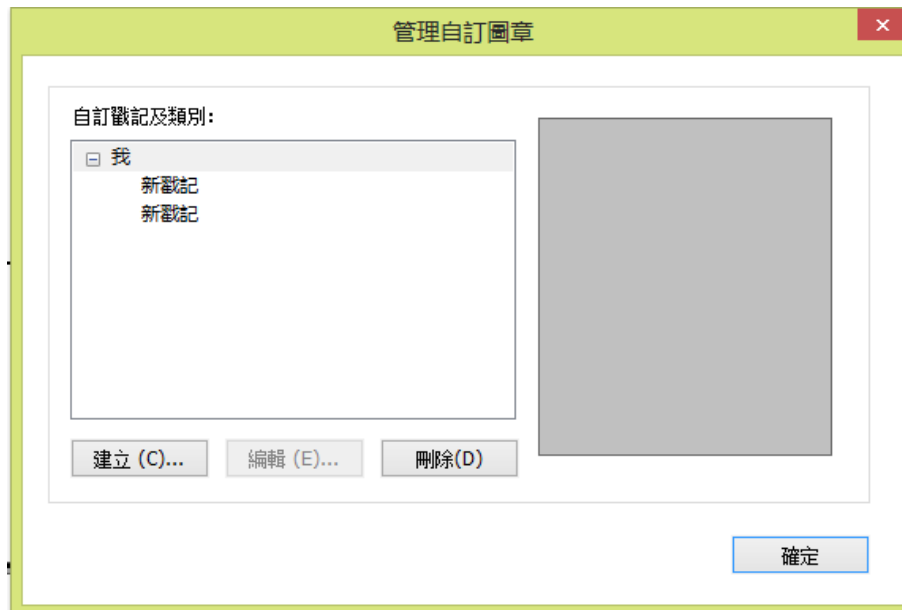 管理自訂圖章
自訂戳記及類別:
我
新戳記
新戳記
建立 (C)...
編輯 (E)...
刪除(D)
確定